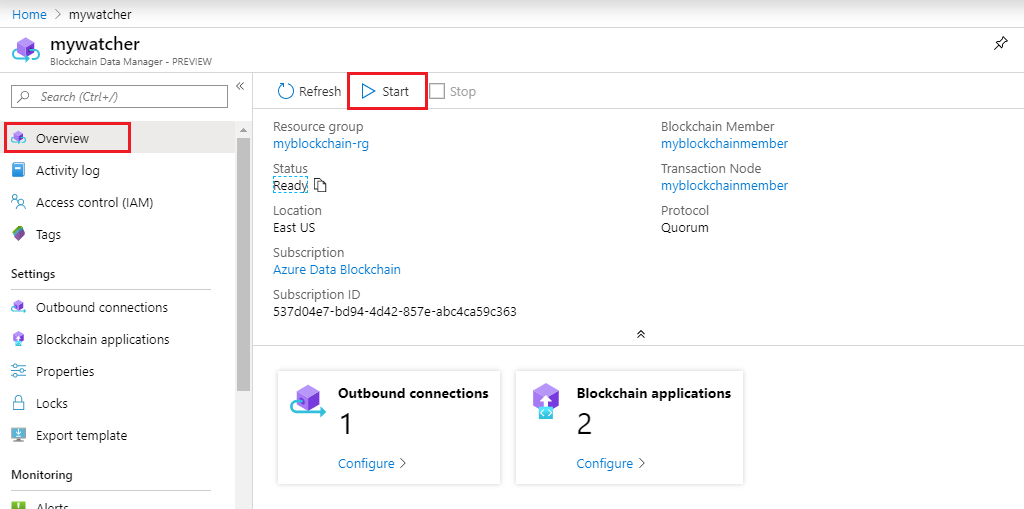 Home > mywatcher
mywatcher
Blockchain Data Manager - PREVIEW
Search (Ctrl+/)
«
Overview
Activity log
Access control (IAM)
Tags
Settings
Outbound connections
Blockchain applications
Properties
Locks
Export template
Monitoring
Alerts
Refresh Start Stop
Resource group
myblockchain-rg
Status
Ready
Location
East US
Subscription
Azure Data Blockchain
Subscription ID
537d04e7-bd94-4d42-857e-abc4ca59c363
Blockchain Member
myblockchainmember
Transaction Node
myblockchainmember
Protocol
Quorum
Outbound connections
1
Configure >
Blockchain applications
2
Configure >